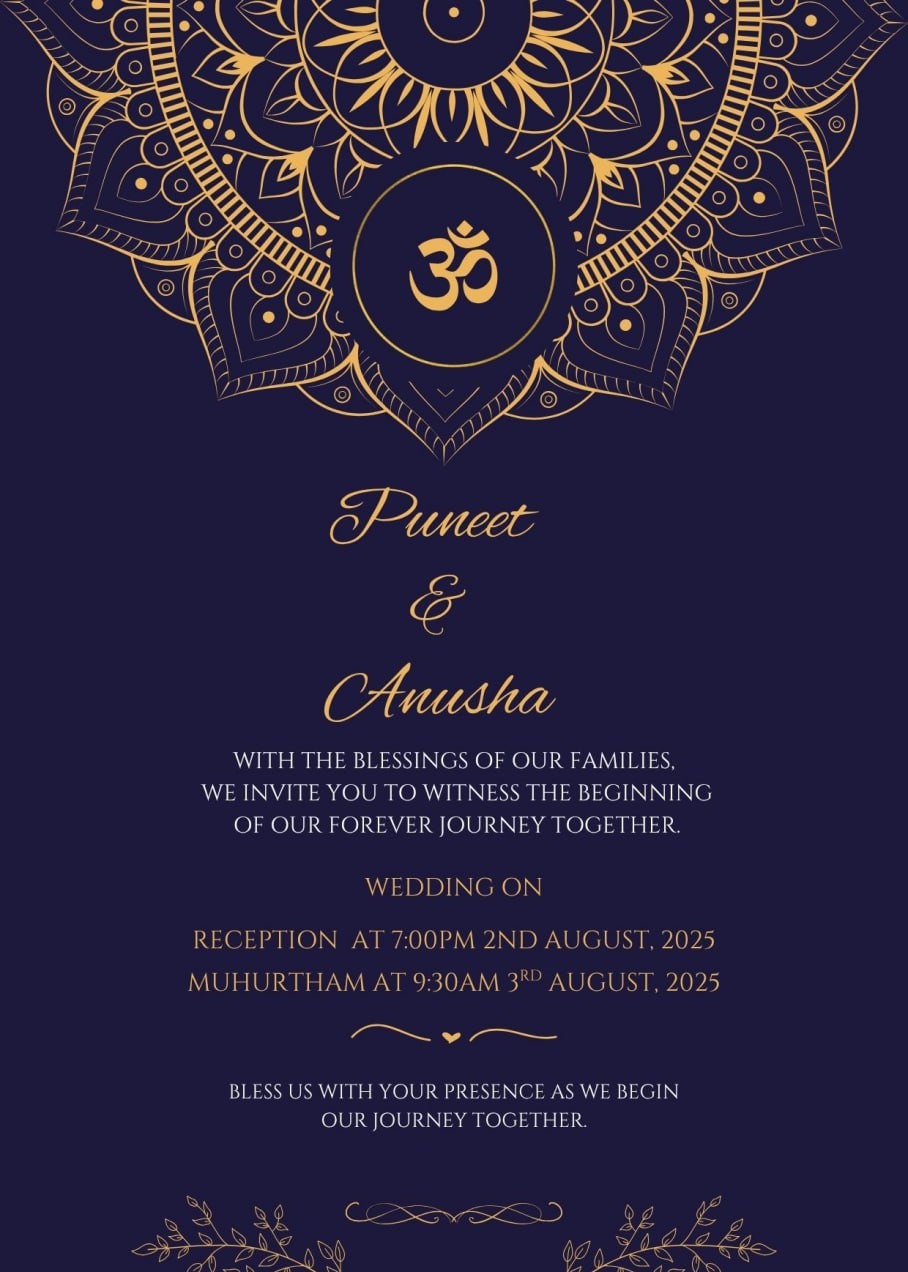 ॐ
Puneet
&
Anusha
WITH THE BLESSINGS OF OUR FAMILIES,
WE INVITE YOU TO WITNESS THE BEGINNING
OF OUR FOREVER JOURNEY TOGETHER.
WEDDING ON
RECEPTION AT 7:00PM 2ND AUGUST, 2025
MUHURTHAM AT 9:30AM 3RD AUGUST, 2025
BLESS US WITH YOUR PRESENCE AS WE BEGIN
OUR JOURNEY TOGETHER.